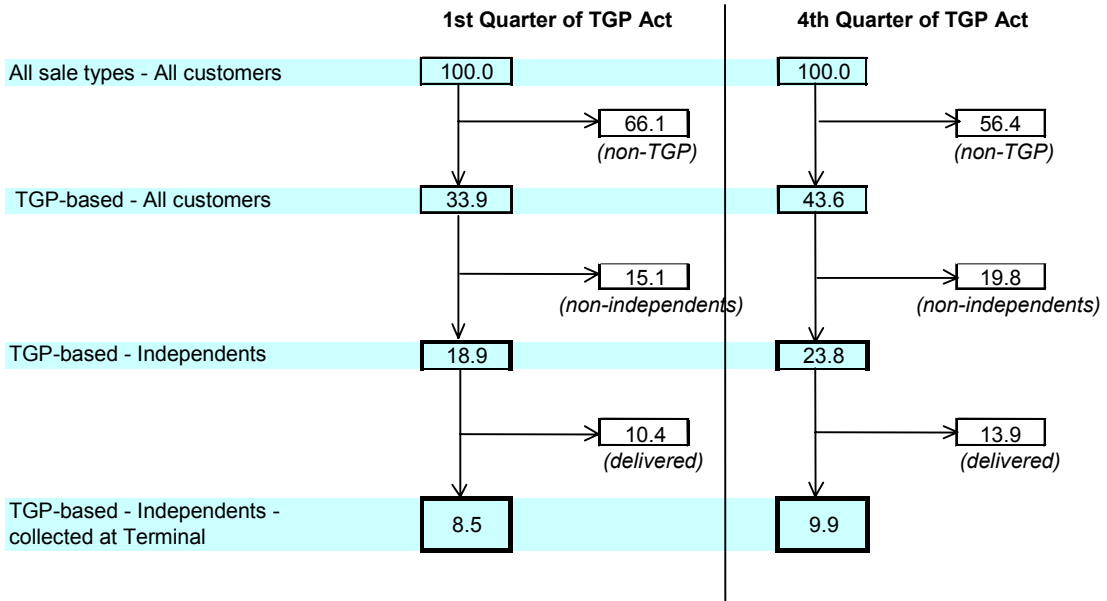 1st Quarter of TGP Act
4th Quarter of TGP Act
All sale types - All customers
100.0
100.0
66.1
(non-TGP)
56.4
(non-TGP)
TGP-based - All customers
33.9
43.6
15.1
(non-independents)
19.8
(non-independents)
TGP-based - Independents
18.9
23.8
10.4
(delivered)
13.9
(delivered)
TGP-based - Independents -
collected at Terminal
8.5
9.9